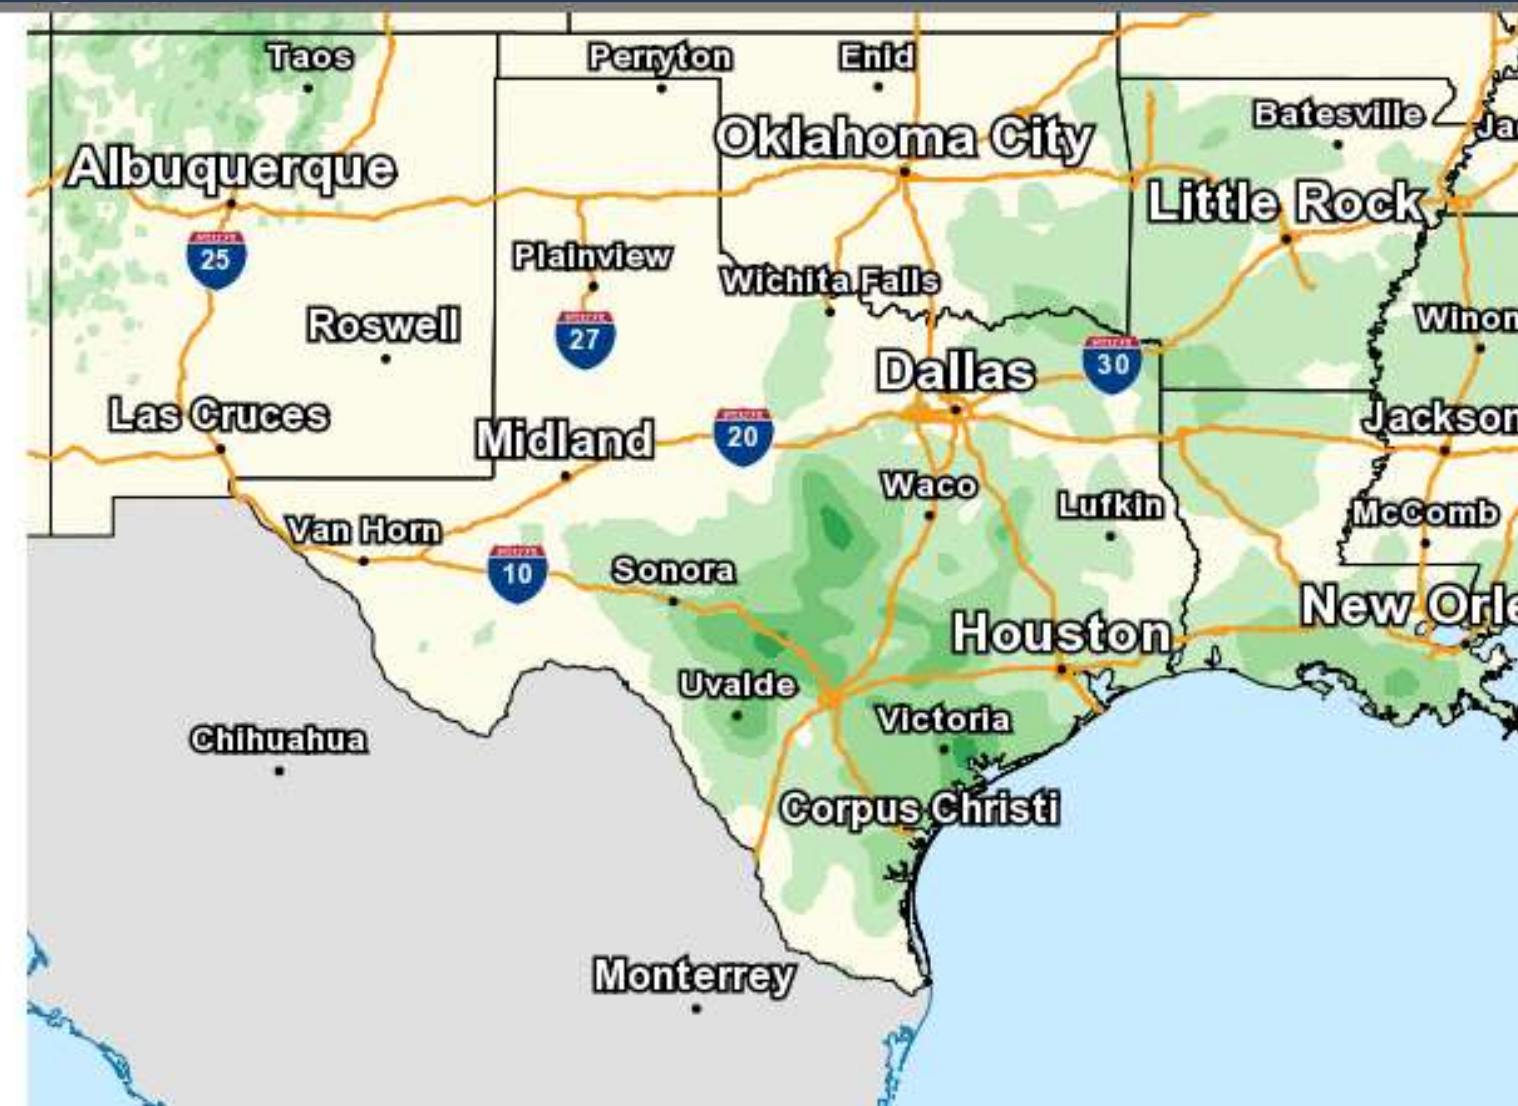 Taos
Perryton
Enid
Batesville
Oklahoma City
Albuquerque
Little Rock
25
Plainview
Wichita Falls
Roswell
27
Dallas
30
Las Cruces
Midland
20
Jackson
Waco
Lufkin
McComb
Van Horn
10
Sonora
Houston
Uvalde
Victoria
Chihuahua
Corpus Christi
Monterrey